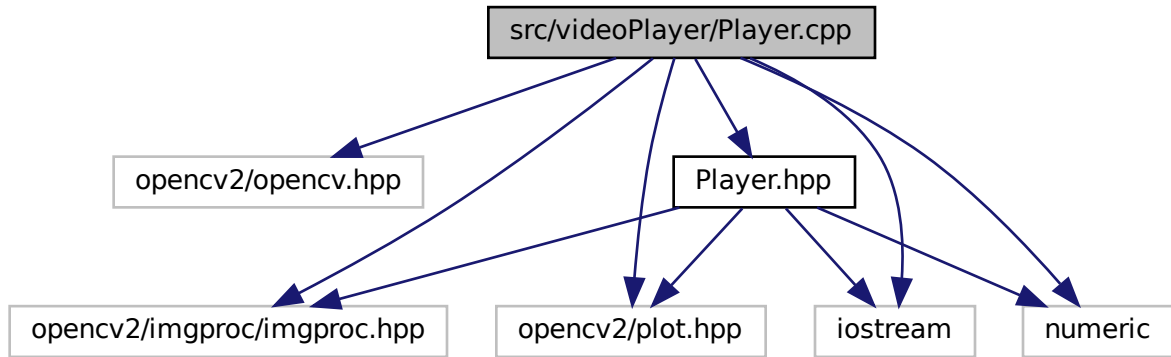 src/videoPlayer/Player.cpp
opencv2/opencv.hpp
Player.hpp
opencv2/imgproc/imgproc.hpp
opencv2/plot.hpp
iostream
numeric